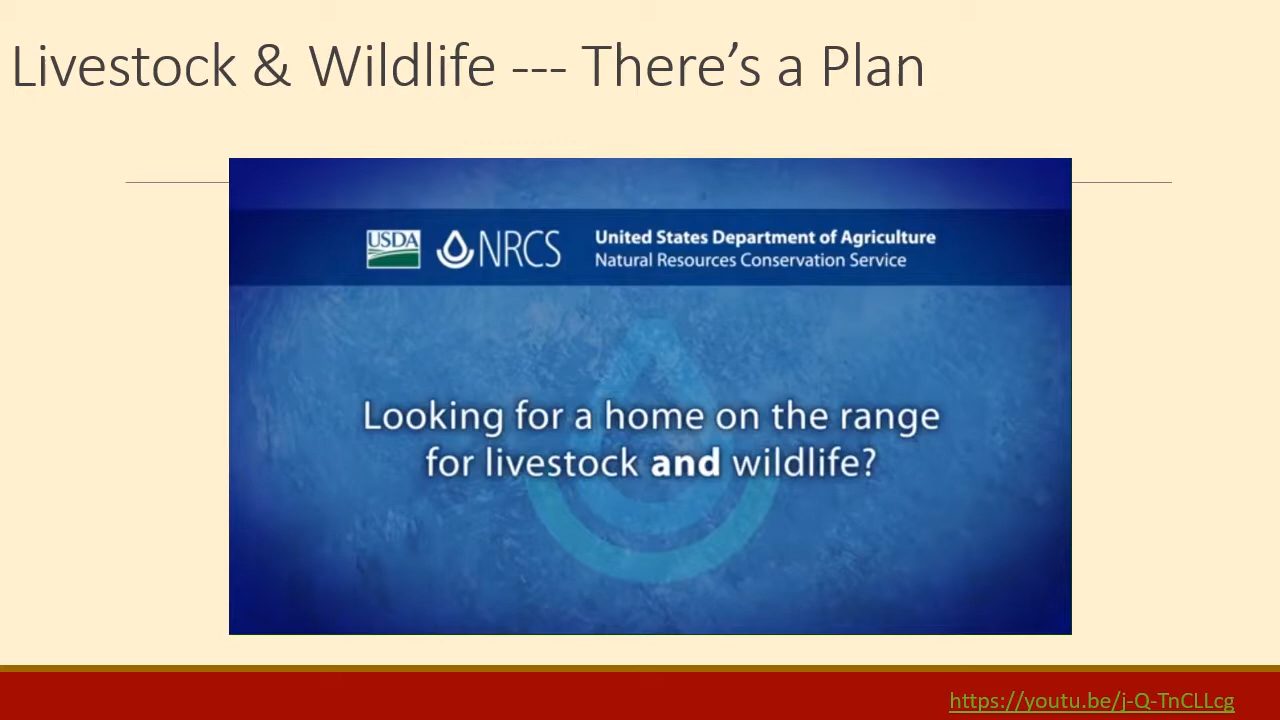 Livestock & Wildlife --- There’s a Plan
USDA
NRCS
United States Department of Agriculture
Natural Resources Conservation Service
Looking for a home on the range
for livestock and wildlife?
https://youtu.be/j-Q-TnCLLcg